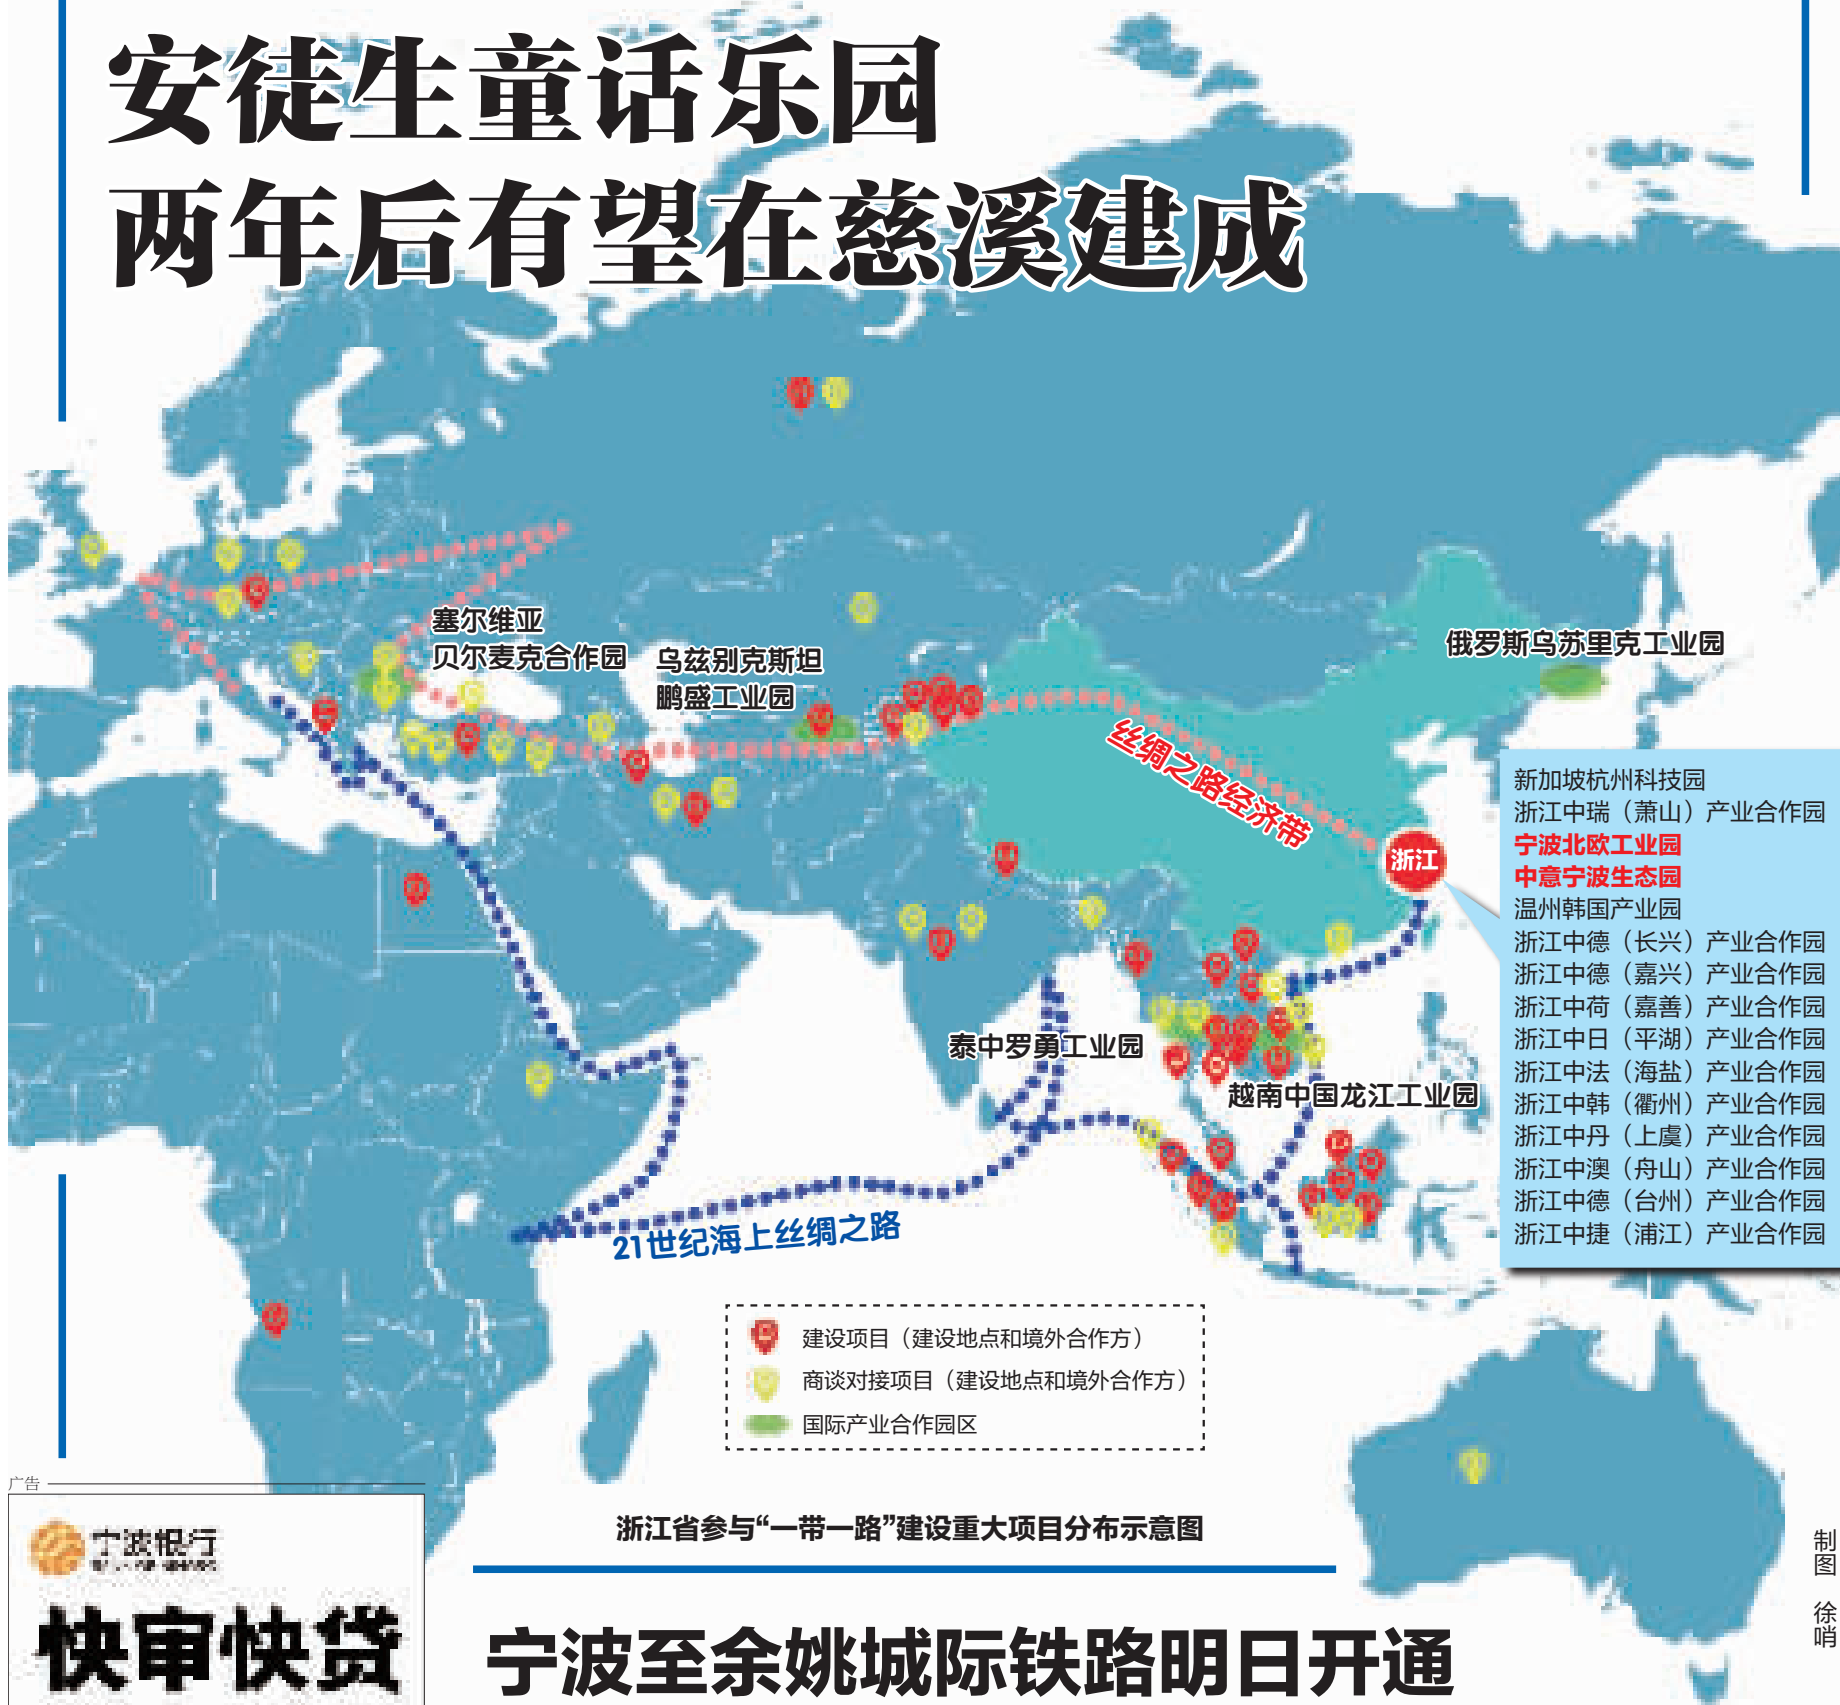 安徒生童话乐园
两年后有望在慈溪建成
塞尔维亚
贝尔麦克合作园
乌兹别克斯坦
鹏盛工业园
俄罗斯乌苏里克工业园
丝绸之路经济带
浙江
新加坡杭州科技园
浙江中瑞（萧山）产业合作园
宁波北欧工业园
中意宁波生态园
温州韩国产业园
浙江中德（长兴）产业合作园
浙江中德（嘉兴）产业合作园
浙江中荷（嘉善）产业合作园
浙江中日（平湖）产业合作园
浙江中法（海盐）产业合作园
浙江中韩（衢州）产业合作园
浙江中丹（上虞）产业合作园
浙江中澳（舟山）产业合作园
浙江中德（台州）产业合作园
浙江中捷（浦江）产业合作园
泰中罗勇工业园
越南中国龙江工业园
21世纪海上丝绸之路
建设项目（建设地点和境外合作方）
商谈对接项目（建设地点和境外合作方）
国际产业合作园区
浙江省参与“一带一路”建设重大项目分布示意图
制图 徐哨
广告
宁波银行
快审快贷
宁波至余姚城际铁路明日开通